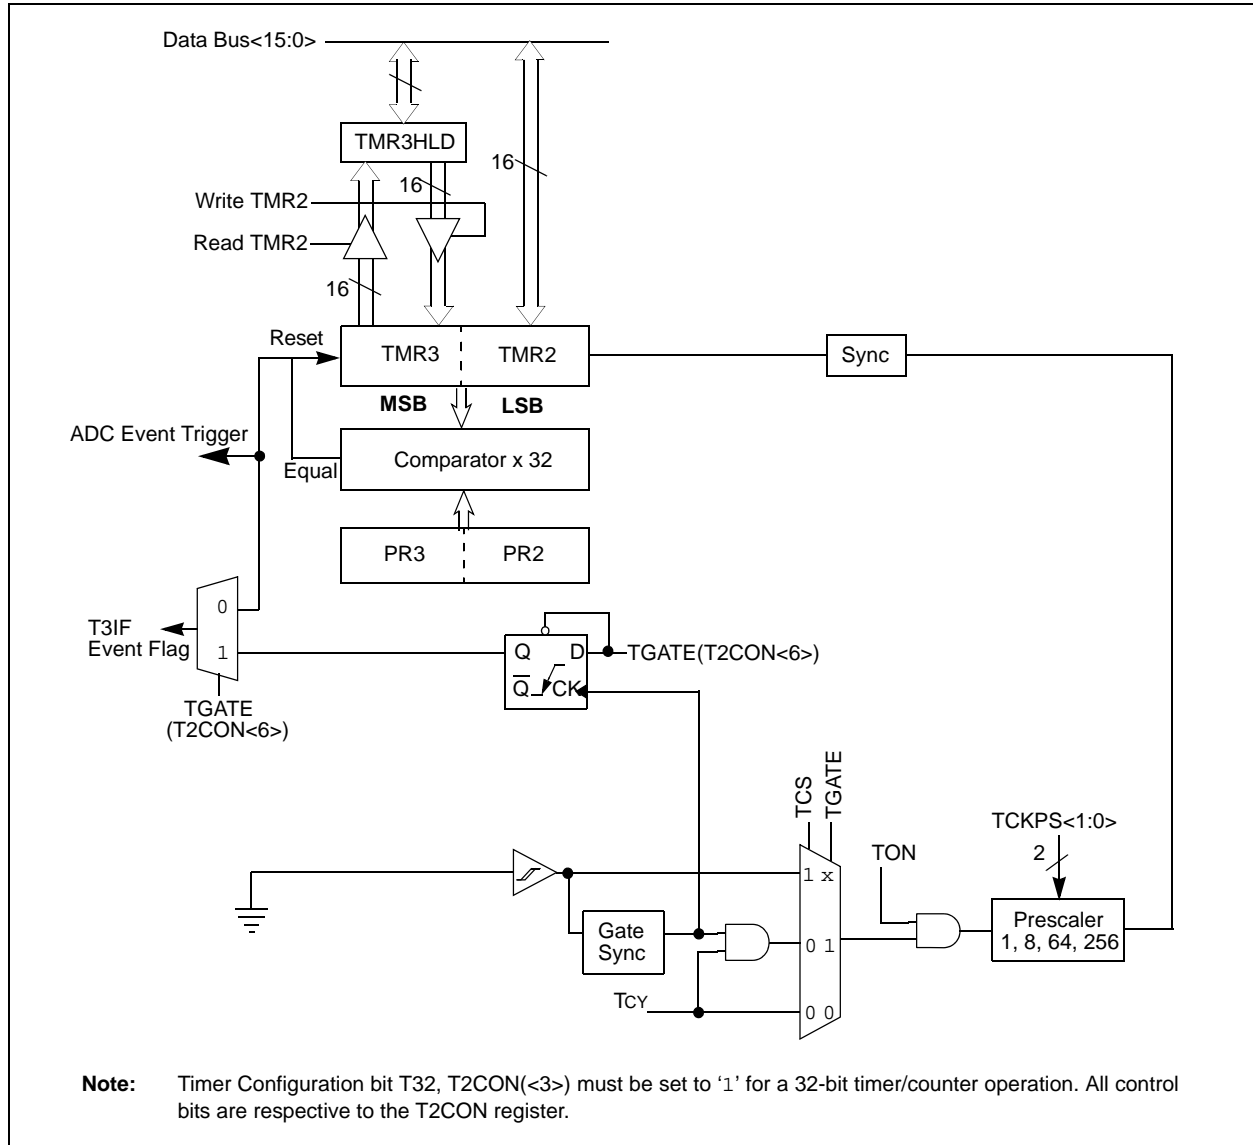 Data Bus<15:0>
TMR3HLD
16
16
Write TMR2
Read TMR2
16
Reset
TMR3
TMR2
Sync
MSB
LSB
ADC Event Trigger
Equal
Comparator x 32
PR3
PR2
0
T3IF
Event Flag
1
Q
D
TGATE(T2CON<6>)
Q̅
CK
TGATE
(T2CON<6>)
TCS
TGATE
TCKPS<1:0>
2
TON
1 x
Prescaler
1, 8, 64, 256
Gate
Sync
0 1
TCY
0 0
Note: Timer Configuration bit T32, T2CON(<3>) must be set to ‘1’ for a 32-bit timer/counter operation. All control
bits are respective to the T2CON register.